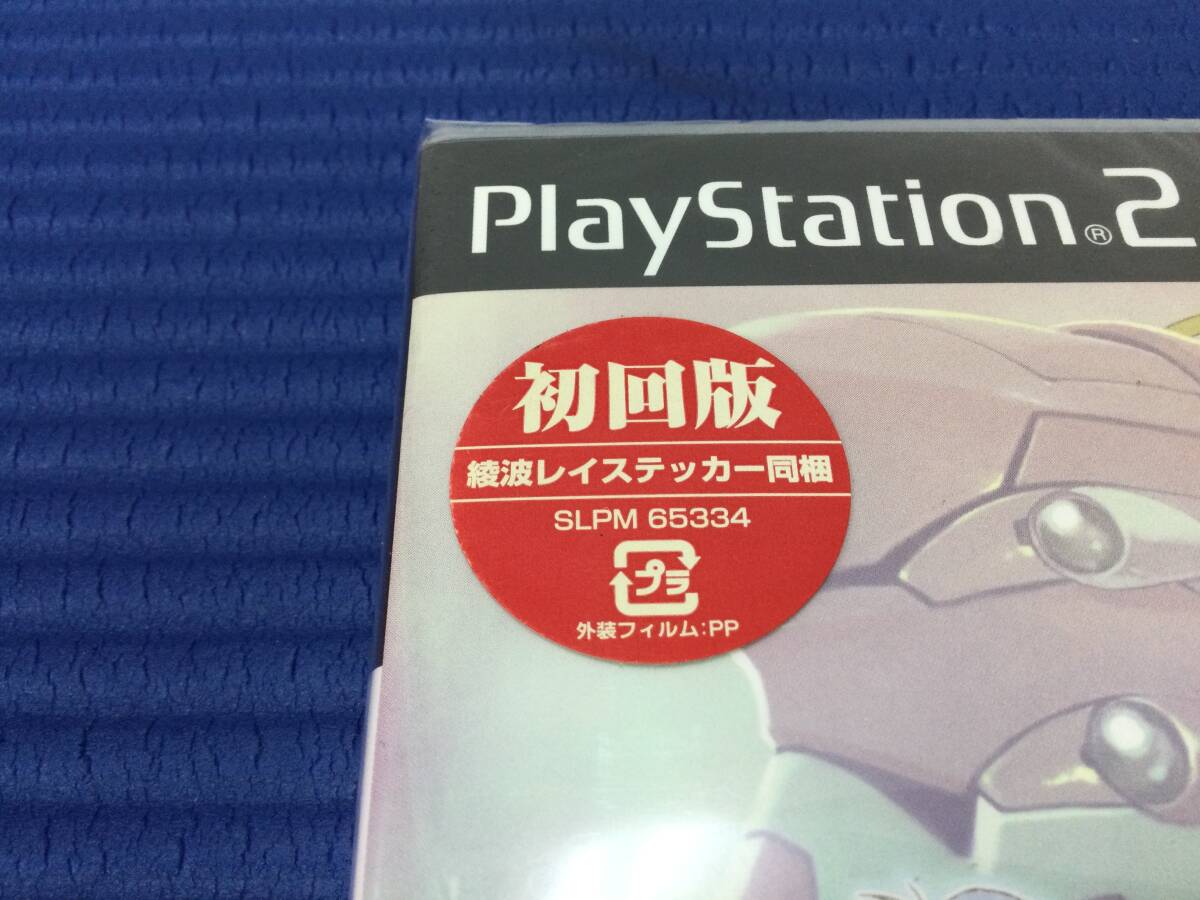 PlayStation®2
初回版
綾波レイステッカー同梱
SLPM 65334
プラ
外装フィルム:PP